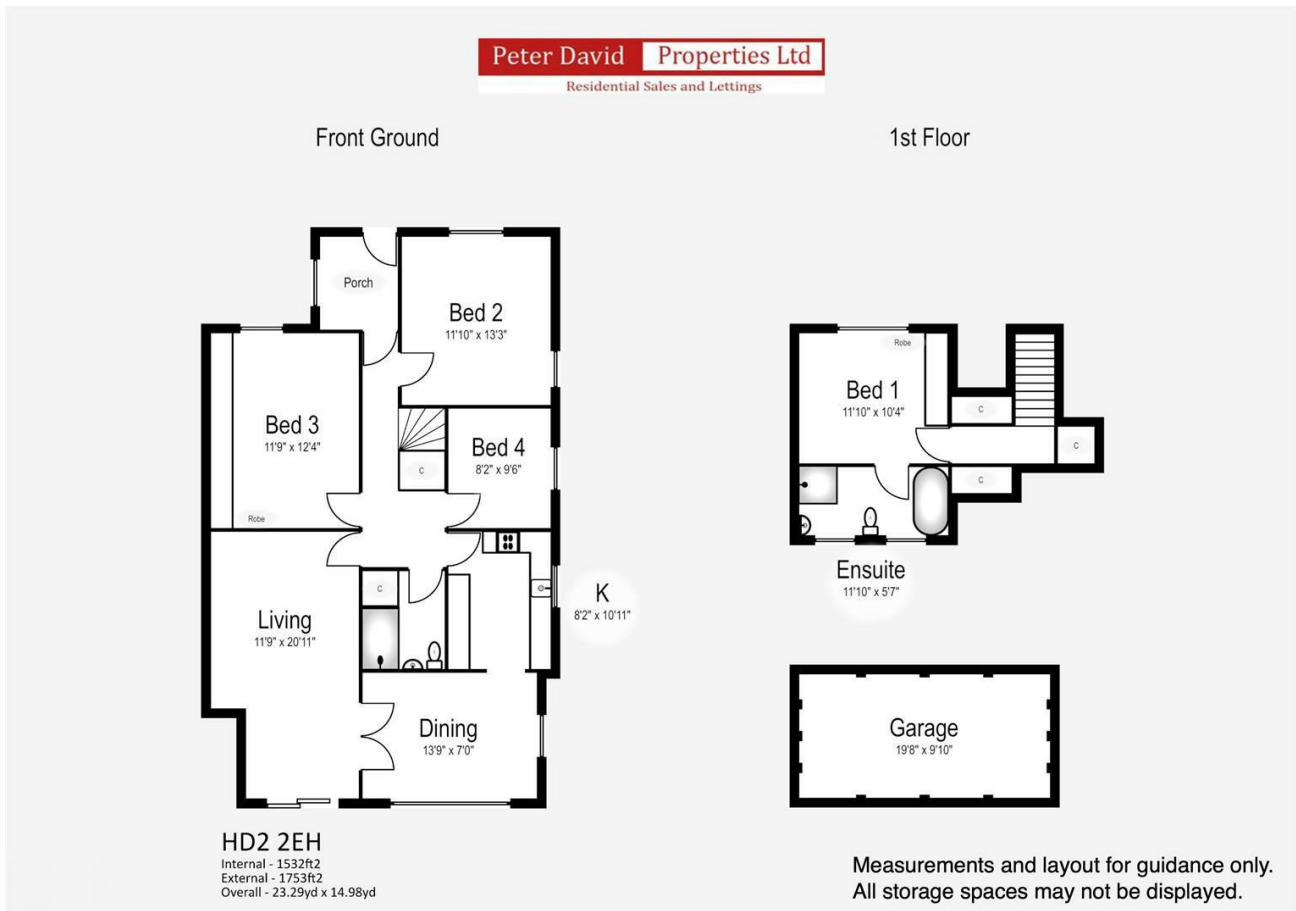 Peter David Properties Ltd
Residential Sales and Lettings
Front Ground
1st Floor
Porch
Bed 2
11'10" x 13'3"
Bed 3
11'9" x 12'4"
Robe
Bed 4
8'2" x 9'6"
C
C
Living
11'9" x 20'11"
K
8'2" x 10'11"
Dining
13'9" x 7'0"
Robe
Bed 1
11'10" x 10'4"
C
C
C
Ensuite
11'10" x 5'7"
Garage
19'8" x 9'10"
HD2 2EH
Internal - 1532ft2
External - 1753ft2
Overall - 23.29yd x 14.98yd
Measurements and layout for guidance only.
All storage spaces may not be displayed.